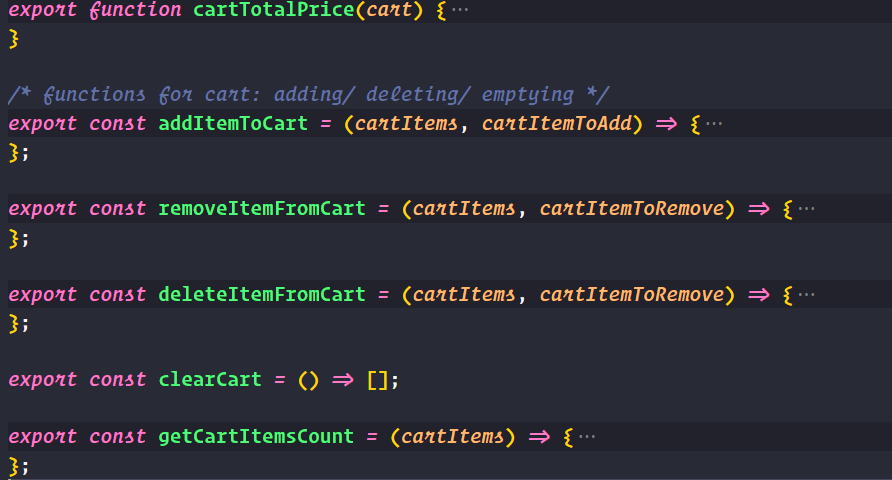 export function cartTotalPrice(cart) {···
}
/* functions for cart: adding/ deleting/ emptying */
export const addItemToCart = (cartItems, cartItemToAdd) => {···
};
export const removeItemFromCart = (cartItems, cartItemToRemove) => {···
};
export const deleteItemFromCart = (cartItems, cartItemToRemove) => {···
};
export const clearCart = () => [];
export const getCartItemsCount = (cartItems) => {···
};